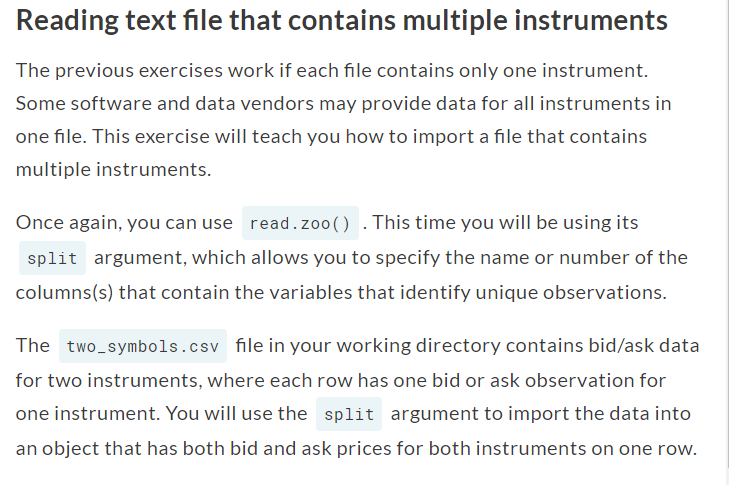 Reading text file that contains multiple instruments
The previous exercises work if each file contains only one instrument.
Some software and data vendors may provide data for all instruments in
one file. This exercise will teach you how to import a file that contains
multiple instruments.
Once again, you can use read.zoo() . This time you will be using its
split argument, which allows you to specify the name or number of the
columns(s) that contain the variables that identify unique observations.
The two_symbols.csv file in your working directory contains bid/ask data
for two instruments, where each row has one bid or ask observation for
one instrument. You will use the split argument to import the data into
an object that has both bid and ask prices for both instruments on one row.